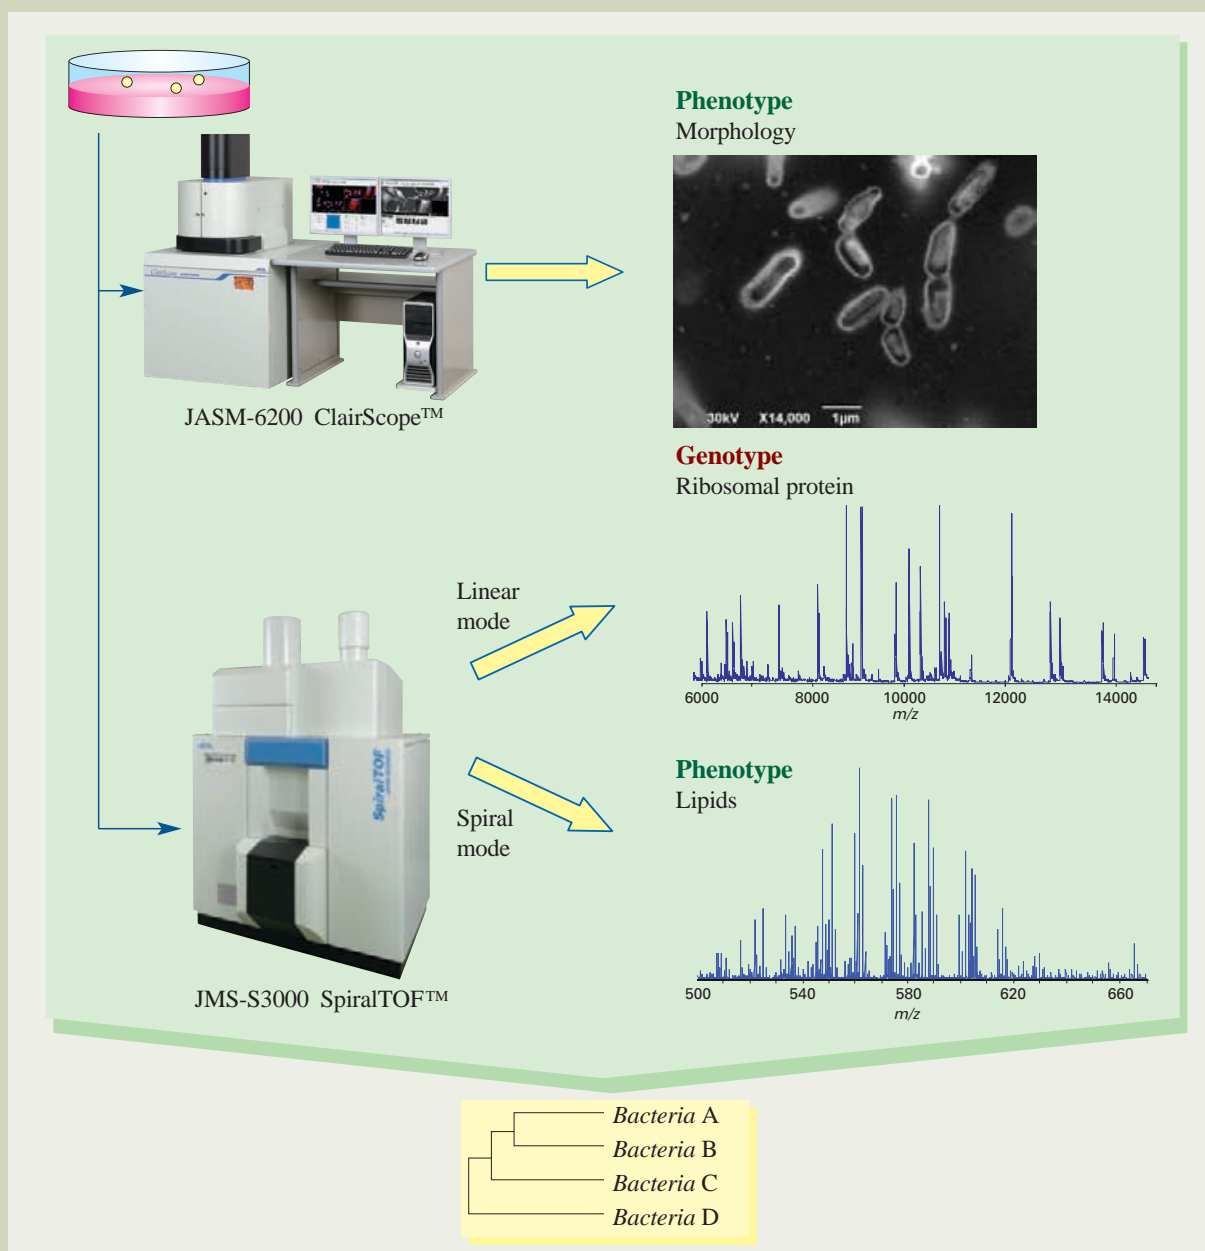 Phenotype
Morphology
ClairScope
30kV X14,000 1µm
JASM-6200 ClairScope™
Genotype
Ribosomal protein
Linear
mode
6000 8000 10000 12000 14000
m/z
SpiralTOF
Phenotype
Lipids
Spiral
mode
500 540 580 620 660
m/z
JMS-S3000 SpiralTOF™
Bacteria A
Bacteria B
Bacteria C
Bacteria D